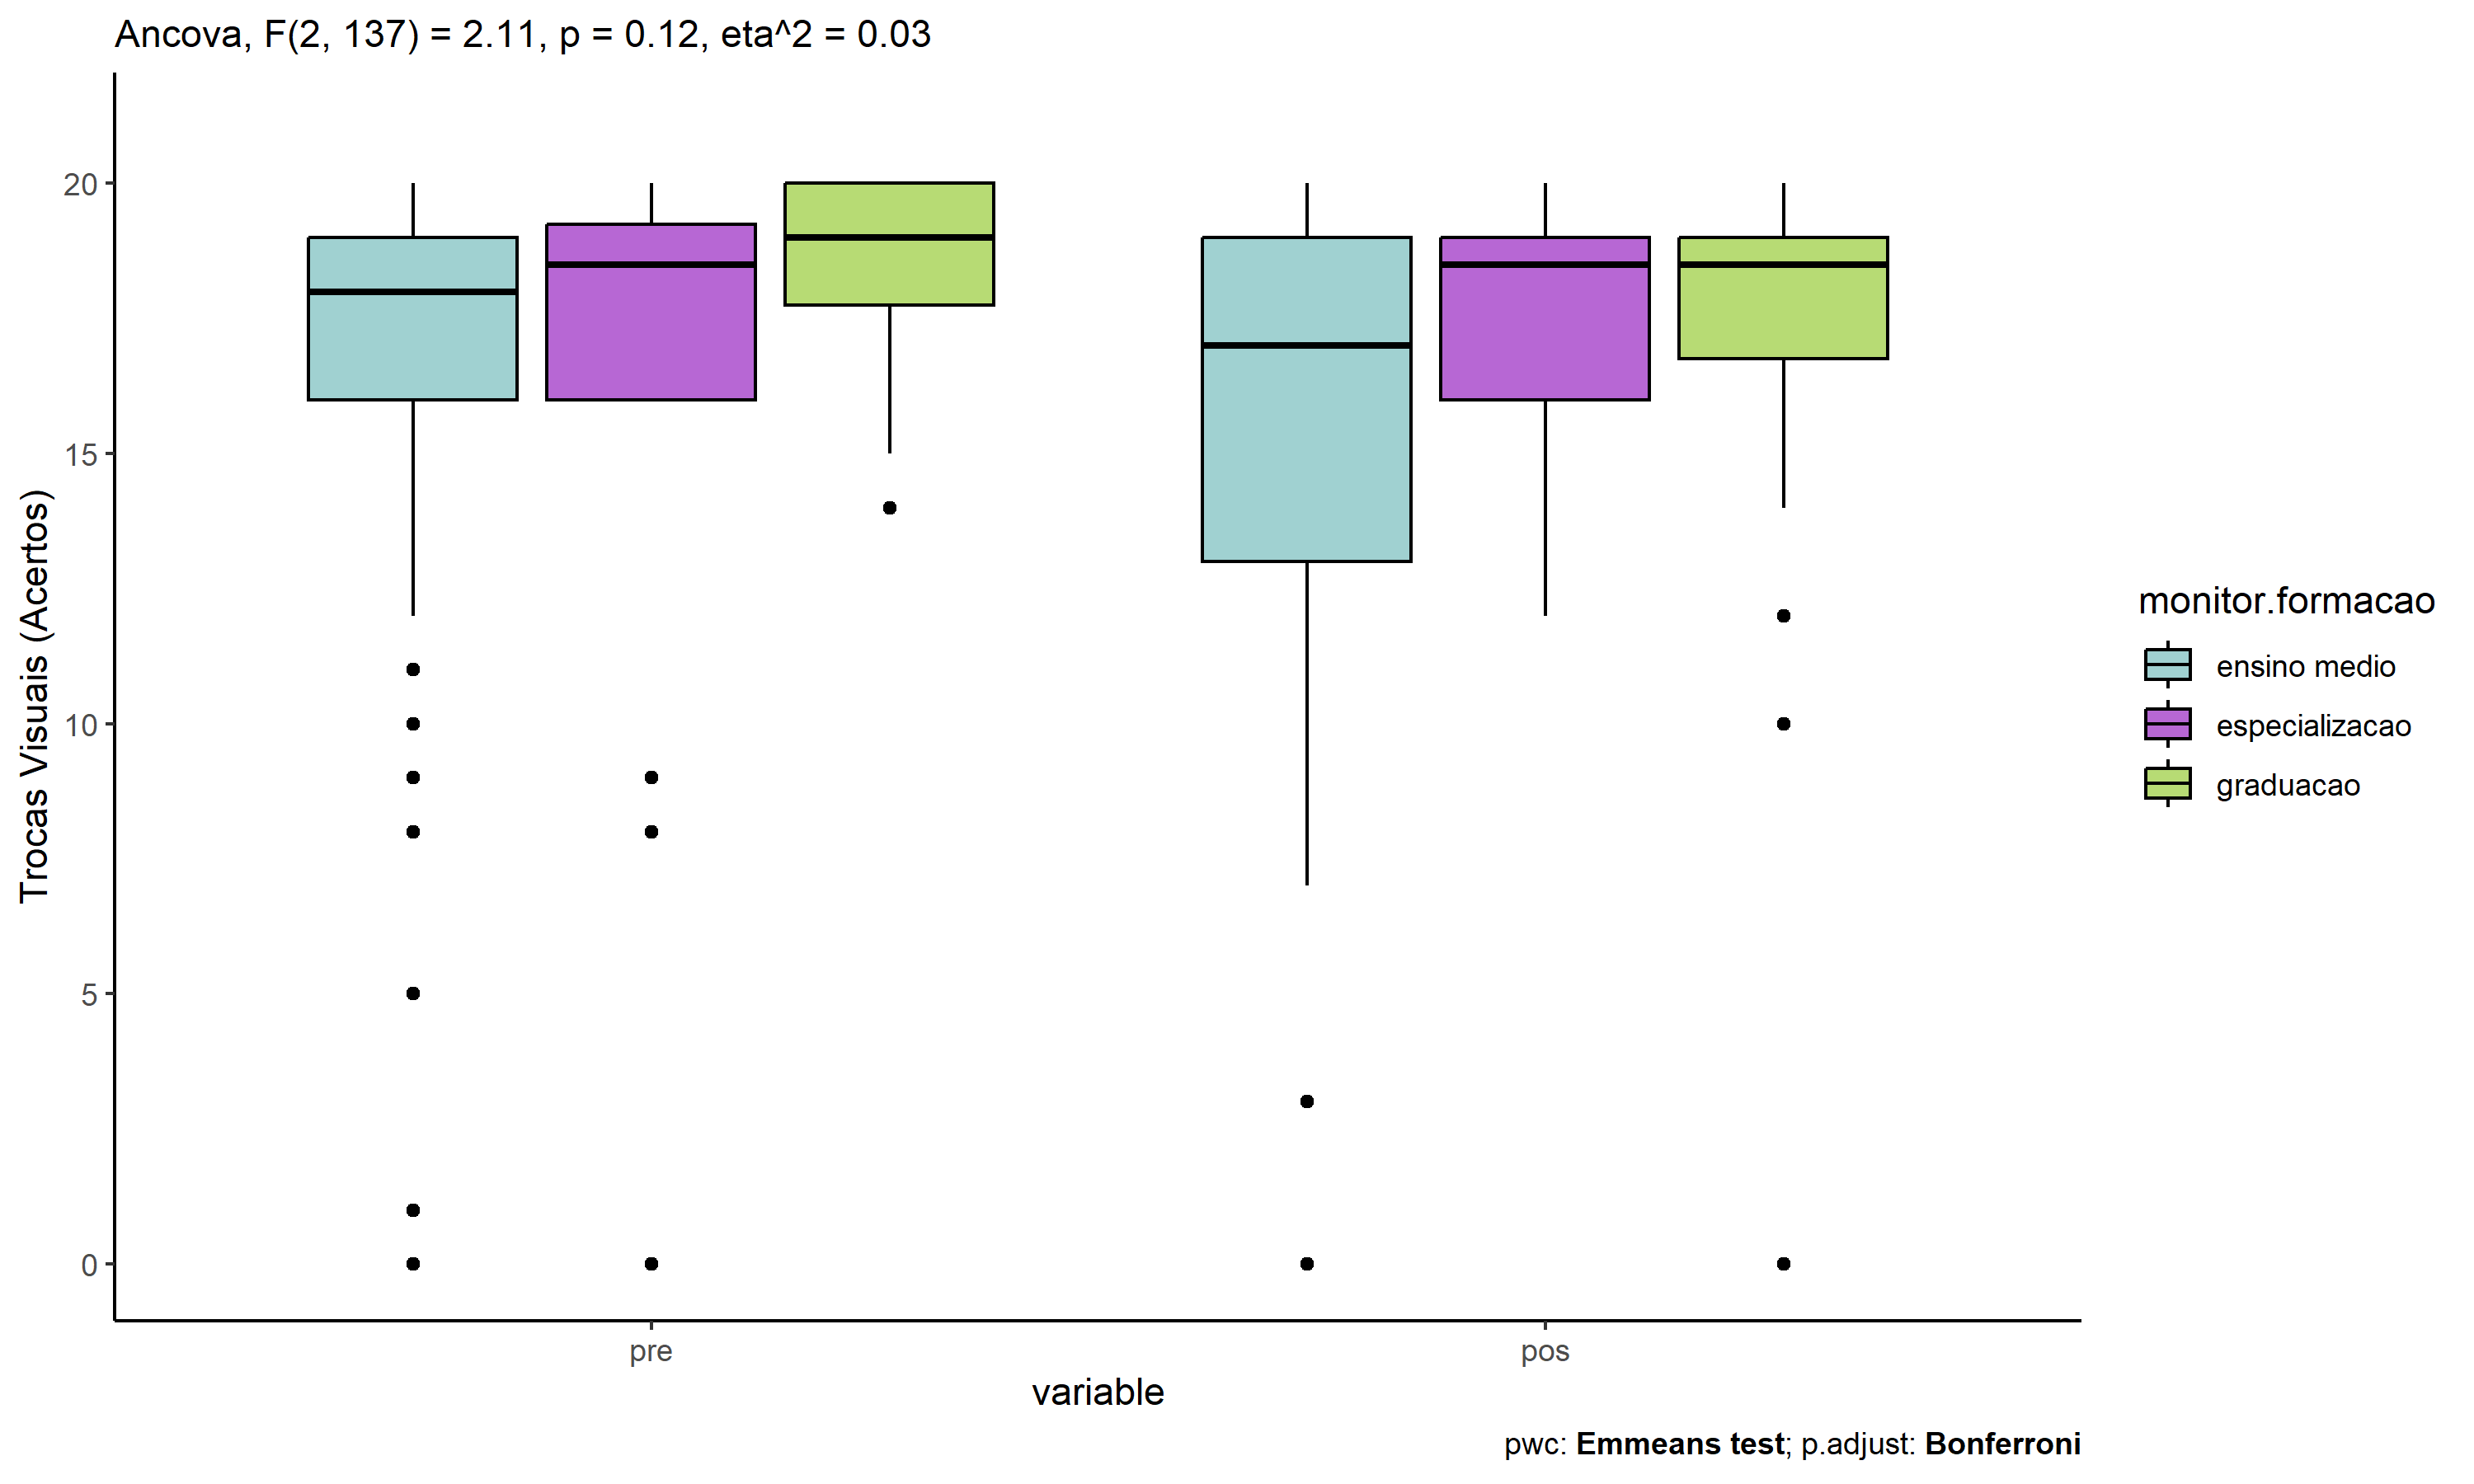 Ancova, F(2, 137) = 2.11, p = 0.12, eta^2 = 0.03
Trocas Visuais (Acertos)
20
15
10
5
0
pre
pos
variable
monitor.formacao
ensino medio
especializacao
graduacao
pwc: Emmeans test; p.adjust: Bonferroni